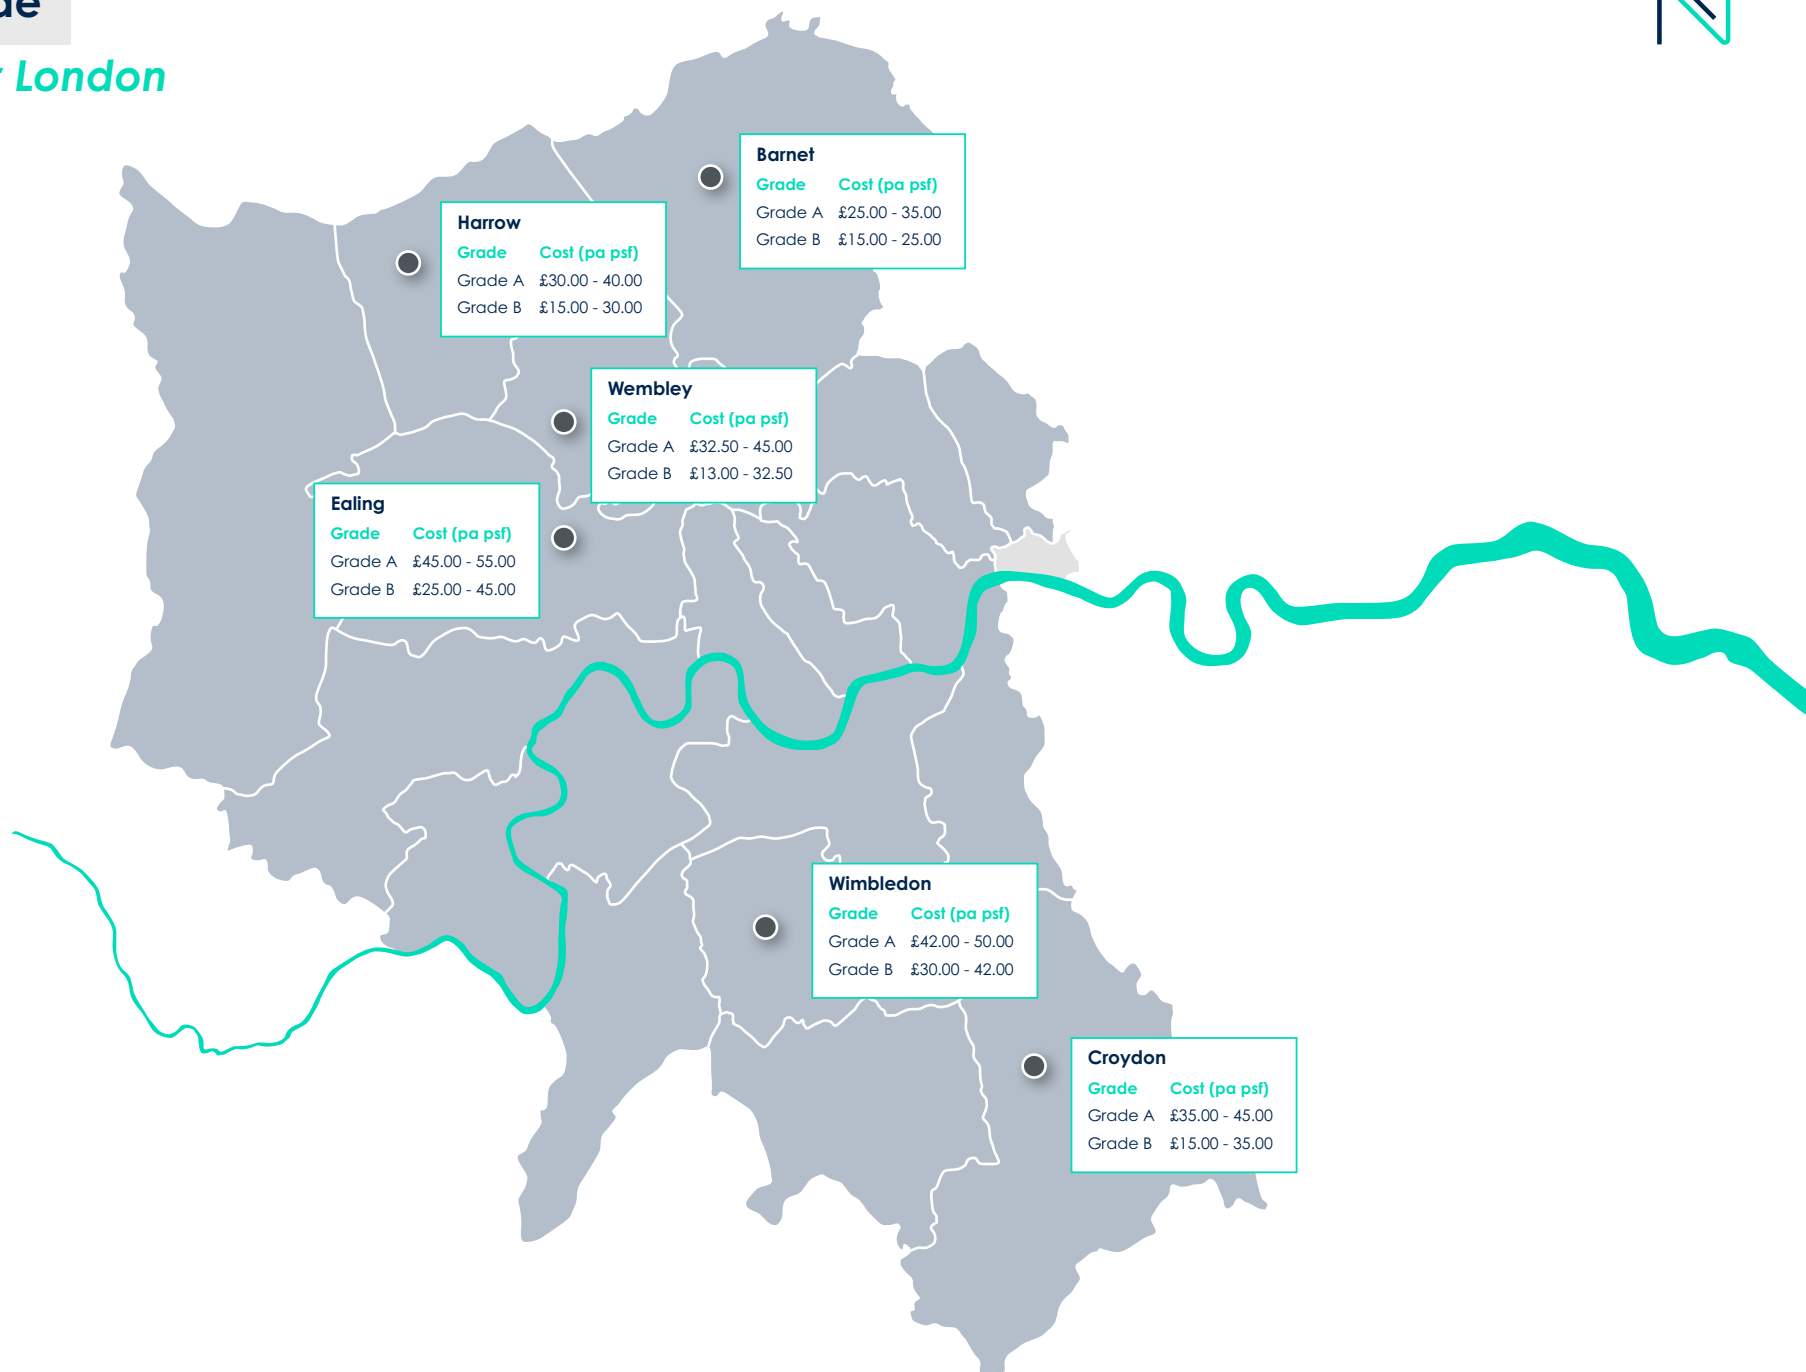 de
London
Barnet
Grade Cost (pa psf)
Grade A £25.00 - 35.00
Grade B £15.00 - 25.00
Harrow
Grade Cost (pa psf)
Grade A £30.00 - 40.00
Grade B £15.00 - 30.00
Wembley
Grade Cost (pa psf)
Grade A £32.50 - 45.00
Grade B £13.00 - 32.50
Ealing
Grade Cost (pa psf)
Grade A £45.00 - 55.00
Grade B £25.00 - 45.00
Wimbledon
Grade Cost (pa psf)
Grade A £42.00 - 50.00
Grade B £30.00 - 42.00
Croydon
Grade Cost (pa psf)
Grade A £35.00 - 45.00
Grade B £15.00 - 35.00